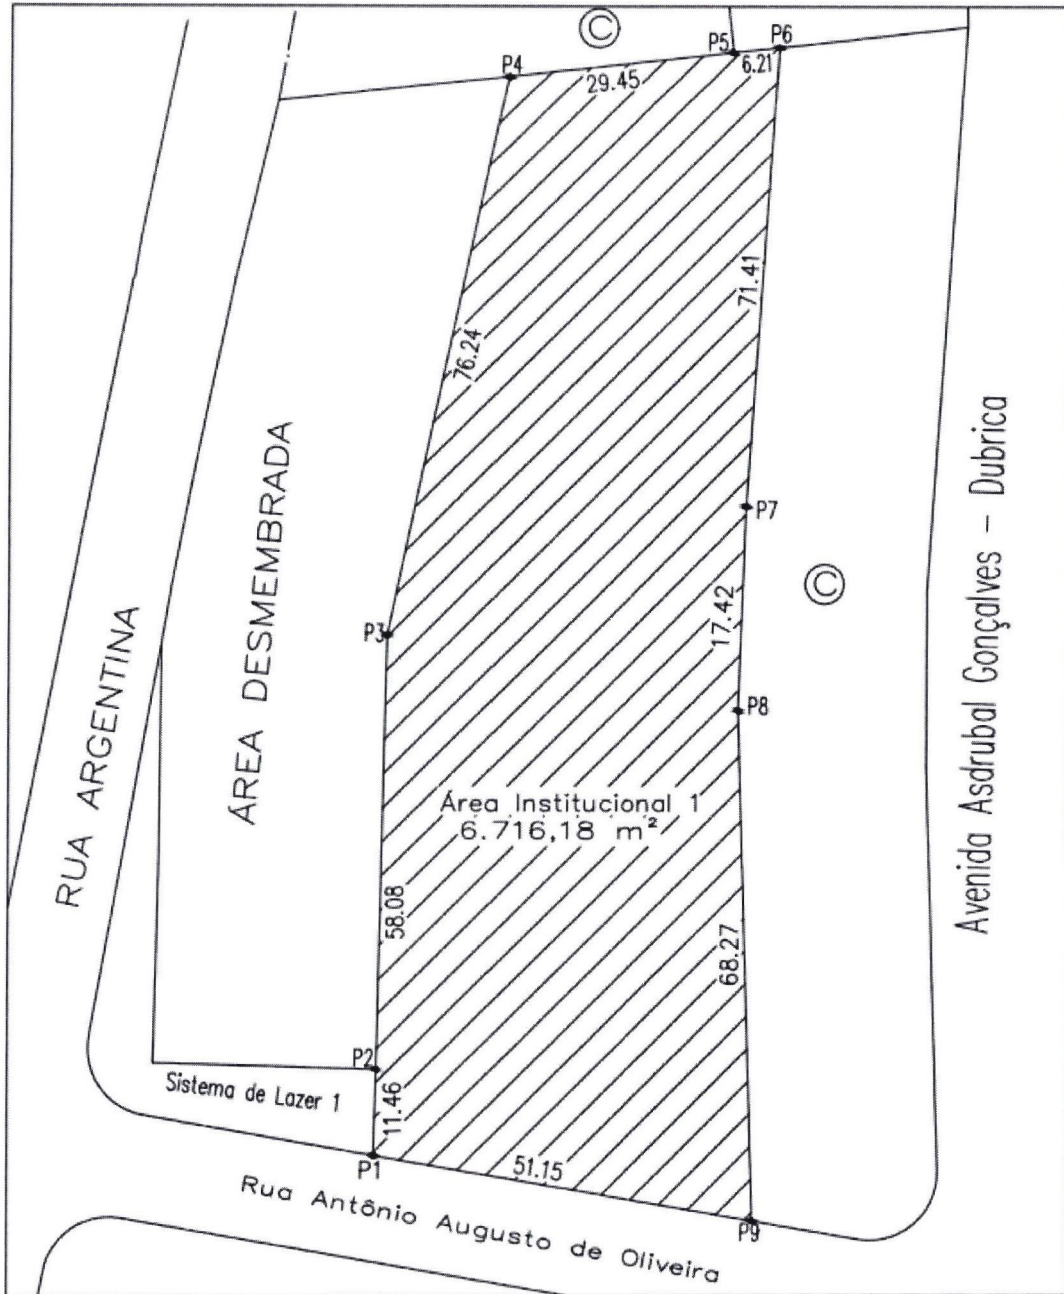 ©
P5
P6
P4
29.45
6.21
71.41
76.24
P7
ÁREA DESMEMBRADA
Avenida Asdrubal Gonçalves - Dubrica
©
17.42
P3
RUA ARGENTINA
P8
Área Institucional 1
6.716,18 m²
58.08
68.27
P2
Sistema de Lazer 1
11.46
P1
51.15
Rua Antônio Augusto de Oliveira
P9